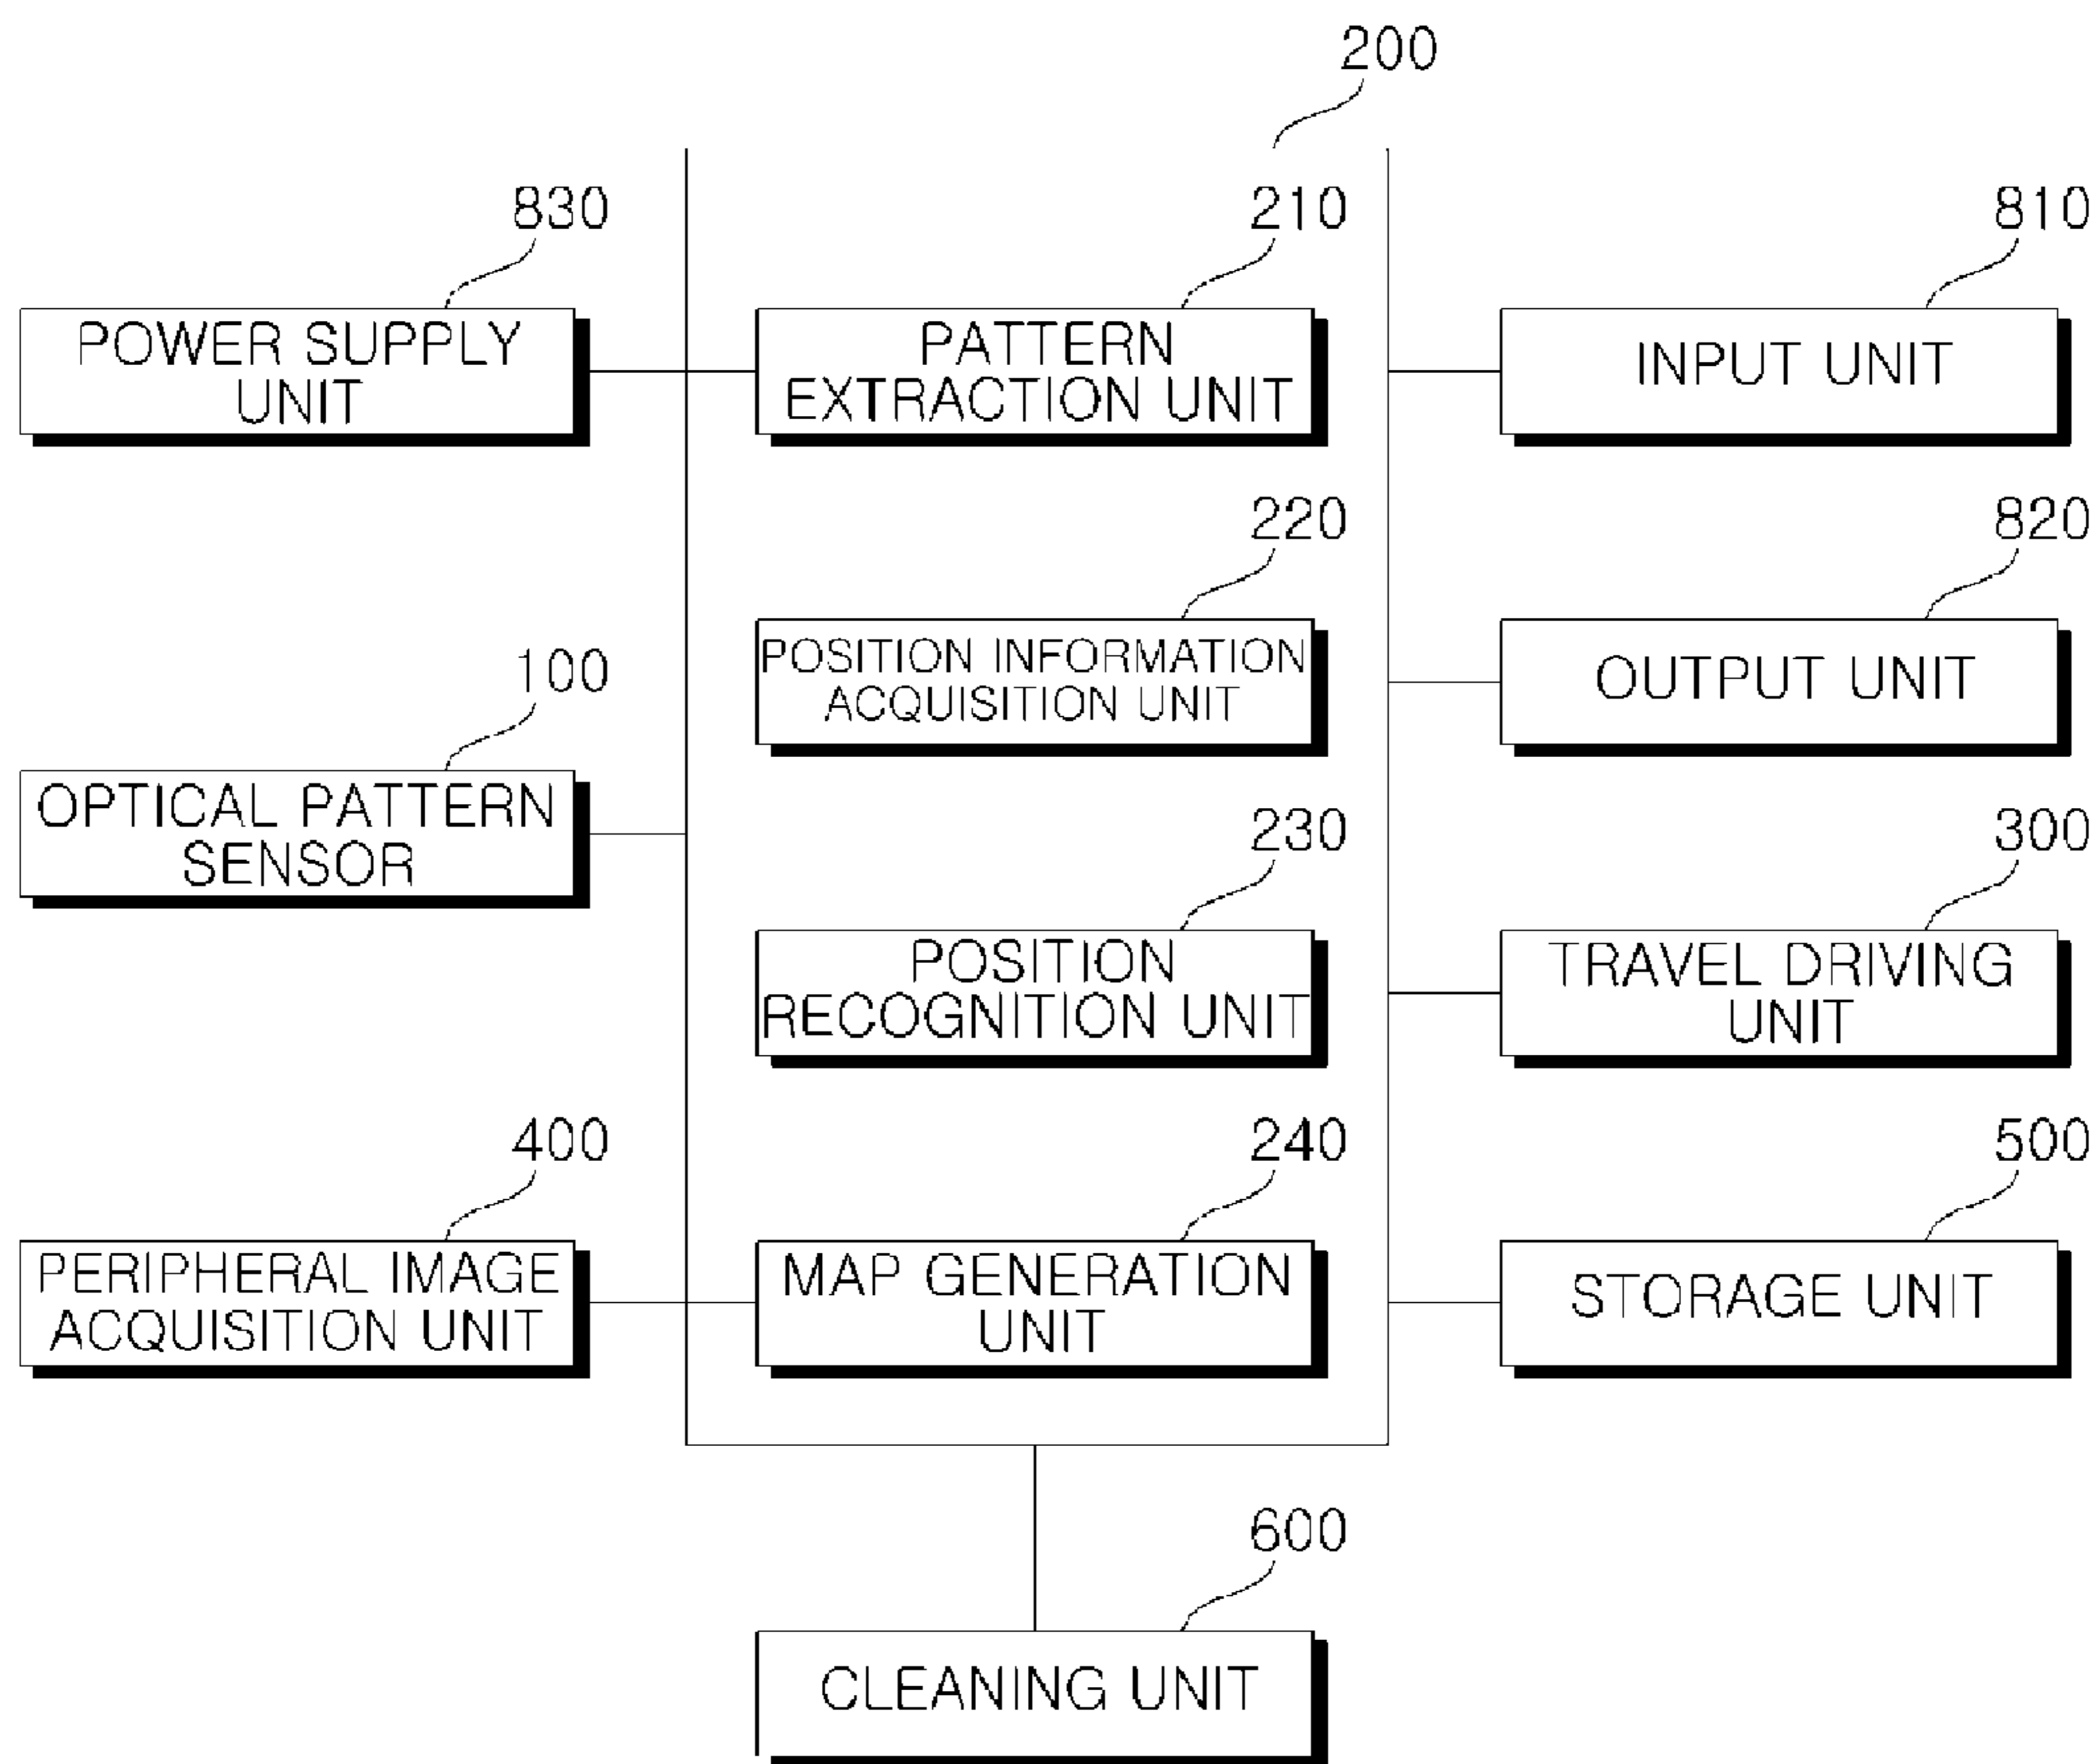 200
830
210
810
POWER SUPPLY
UNIT
PATTERN
EXTRACTION UNIT
INPUT UNIT
220
820
POSITION INFORMATION
ACQUISITION UNIT
OUTPUT UNIT
100
OPTICAL PATTERN
SENSOR
230
300
POSITION
RECOGNITION UNIT
TRAVEL DRIVING
UNIT
400
240
500
PERIPHERAL IMAGE
ACQUISITION UNIT
MAP GENERATION
UNIT
STORAGE UNIT
600
CLEANING UNIT